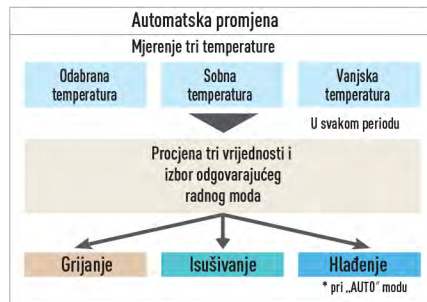 Automatska promjena
Mjerenje tri temperature
Odabrana temperatura
Sobna temperatura
Vanjska temperatura
U svakom periodu
Procjena tri vrijednosti i
izbor odgovarajućeg
radnog moda
Grijanje
Isušivanje
Hlađenje
* pri „AUTO" modu